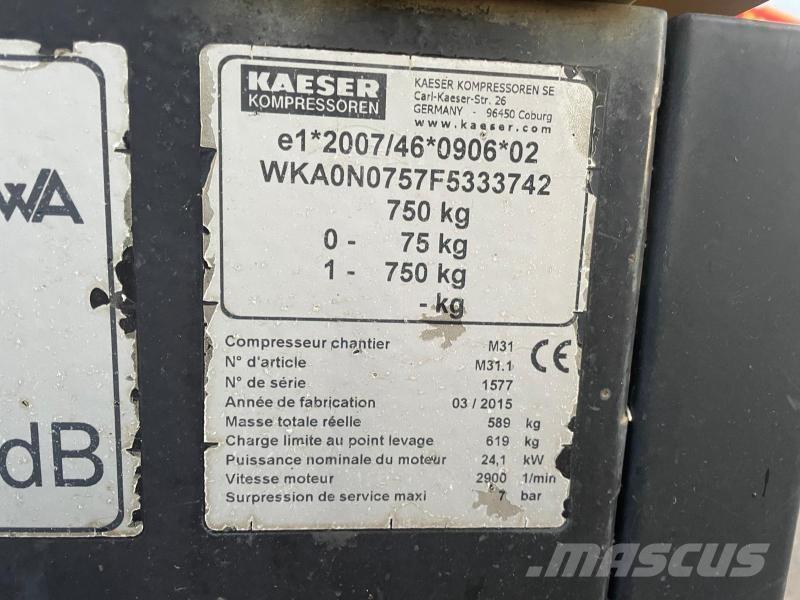 KAESER
KOMPRESSOREN
KAESER KOMPRESSOREN SE
Carl-Kaeser-Str. 26
GERMANY - 96450 Coburg
www.kaeser.com
e1*2007/46*0906*02
WKA0N0757F5333742
750 kg
0 - 75 kg
1 - 750 kg
- kg
Compresseur chantier M31
N° d'article M31.1
N° de série 1577
Année de fabrication 03 / 2015
Masse totale réelle 589 kg
Charge limite au point levage 619 kg
Puissance nominale du moteur 24,1 kW
Vitesse moteur 2900 1/min
Surpression de service maxi 7 bar
CE
WA
dB
MASCUS